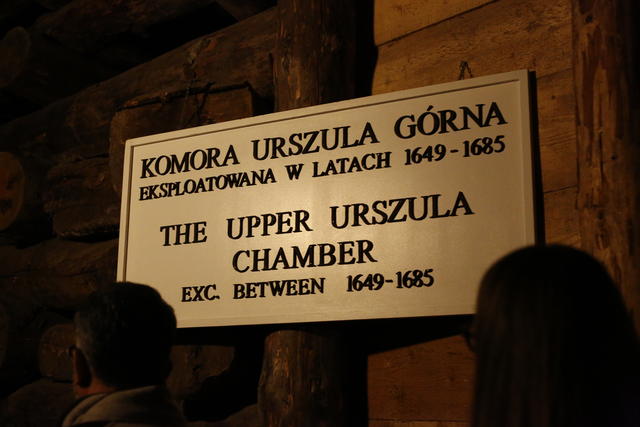 KOMORA URSZULA GÓRNA
EKSPLOATOWANA W LATACH 1649-1685
THE UPPER URSZULA
CHAMBER
EXC. BETWEEN 1649-1685